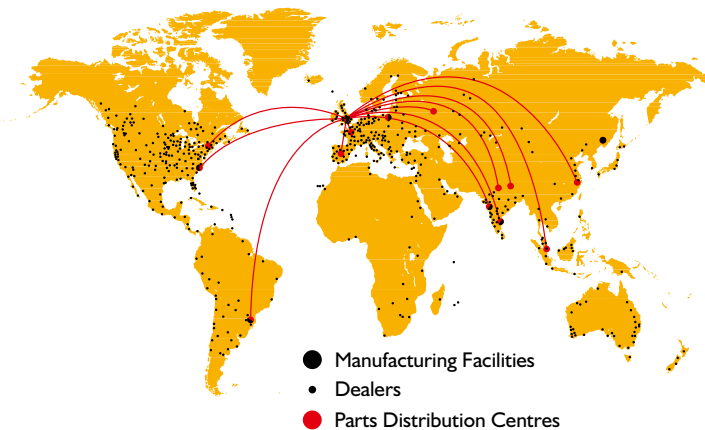 Manufacturing Facilities
Dealers
Parts Distribution Centres